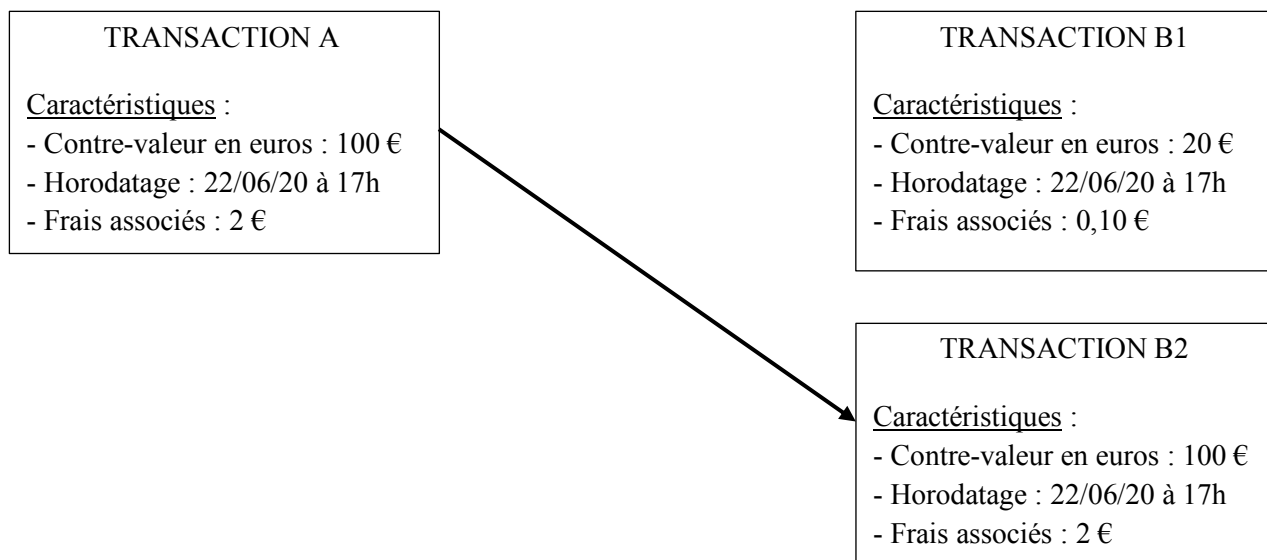 TRANSACTION A
Caractéristiques :
- Contre-valeur en euros : 100 €
- Horodatage : 22/06/20 à 17h
- Frais associés : 2 €
TRANSACTION B1
Caractéristiques :
- Contre-valeur en euros : 20 €
- Horodatage : 22/06/20 à 17h
- Frais associés : 0,10 €
TRANSACTION B2
Caractéristiques :
- Contre-valeur en euros : 100 €
- Horodatage : 22/06/20 à 17h
- Frais associés : 2 €